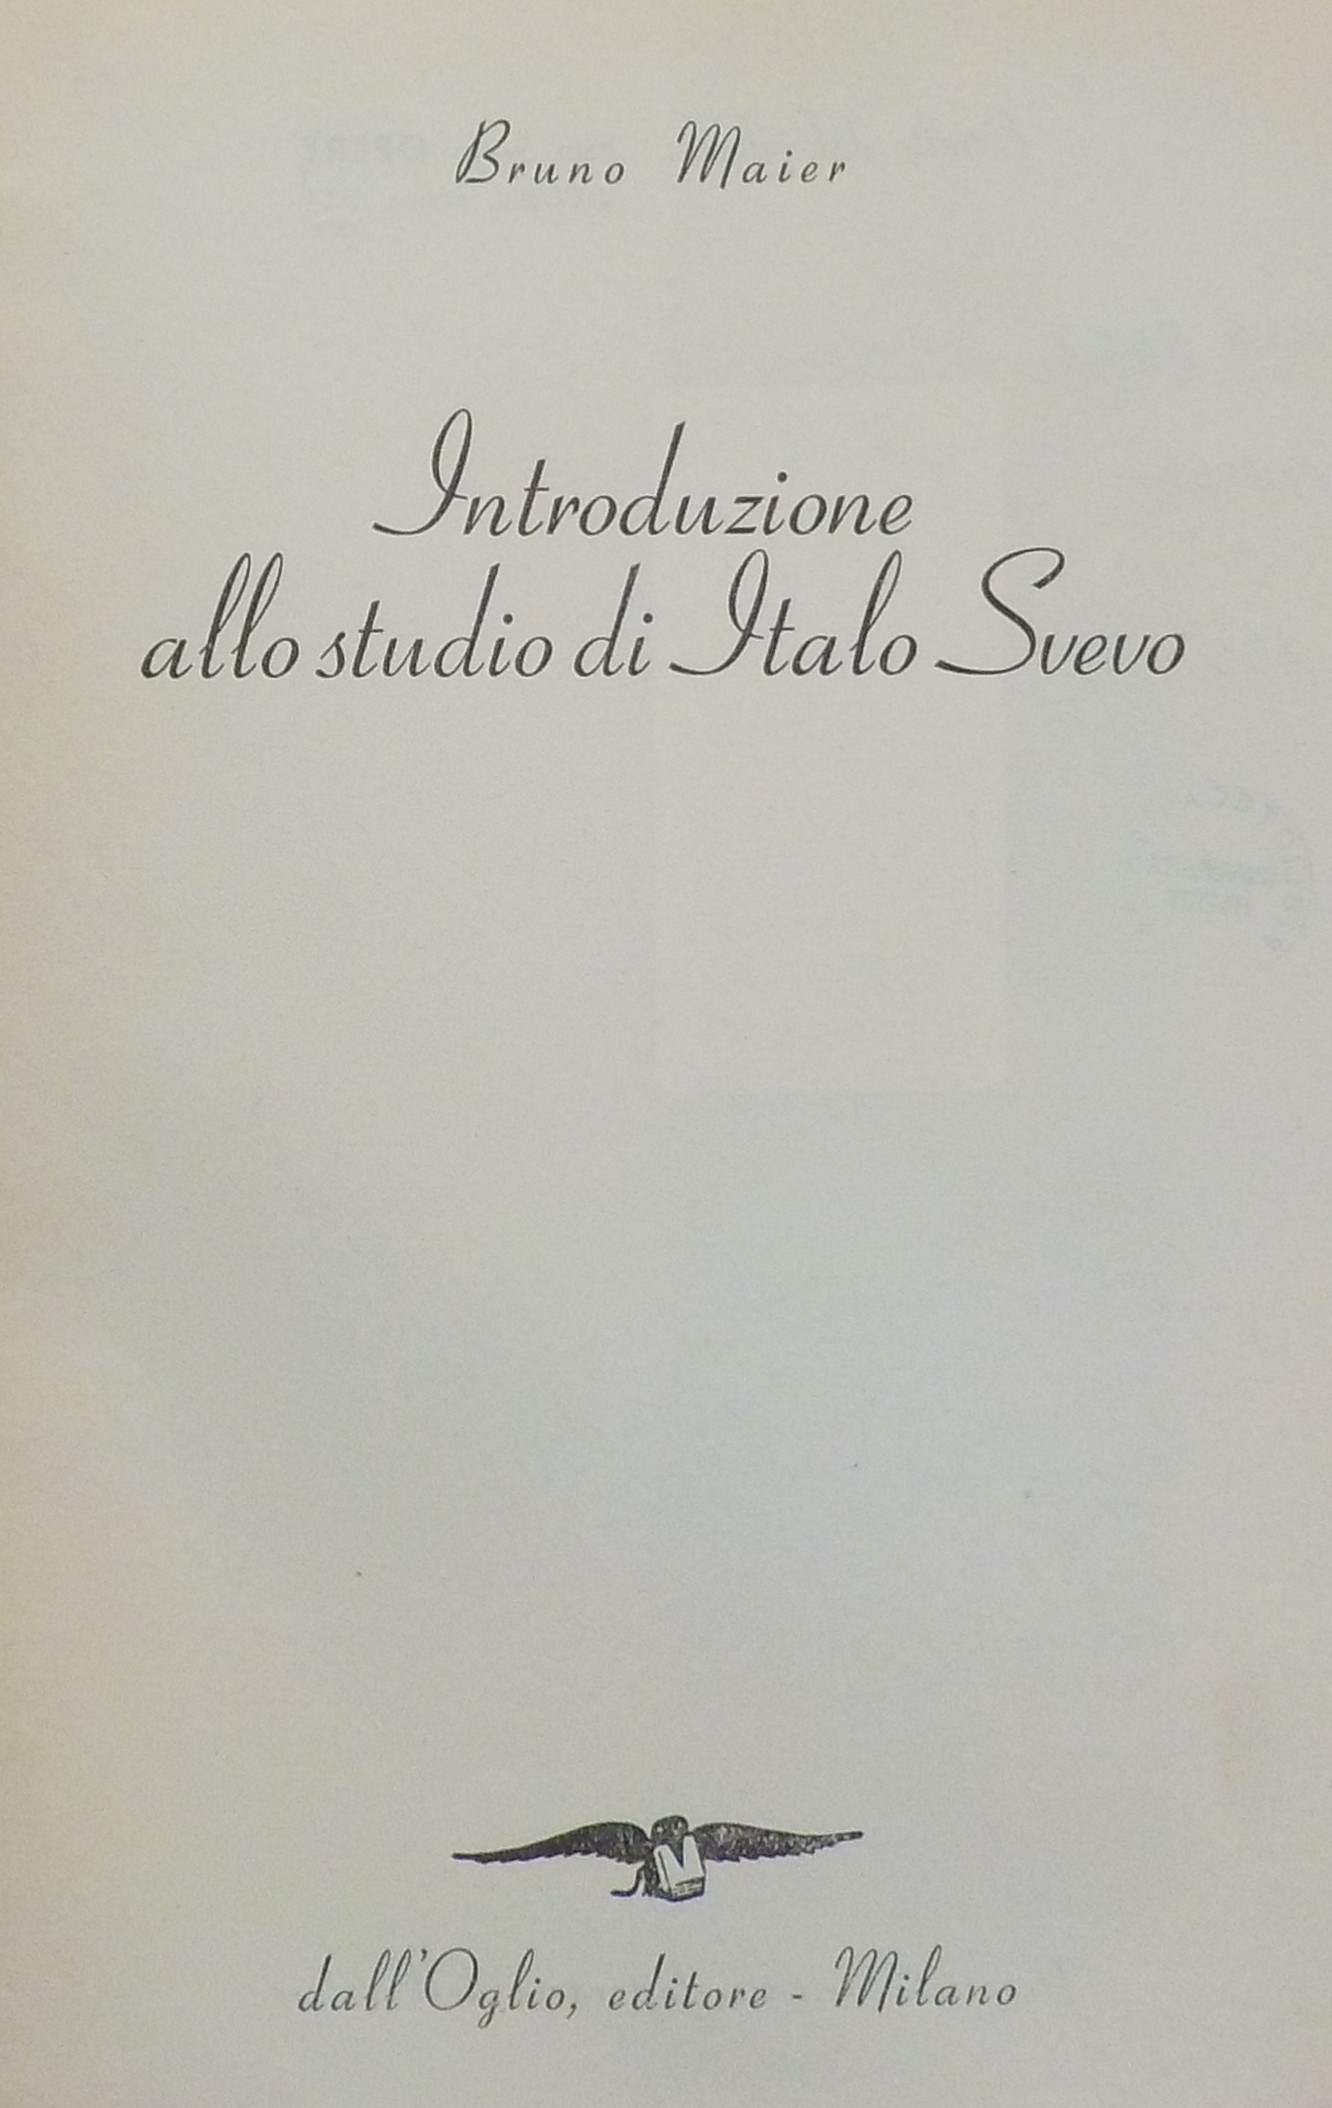 Bruno Maier
Introduzione
allo studio di Italo Svevo
dall'Oglio, editore - Milano